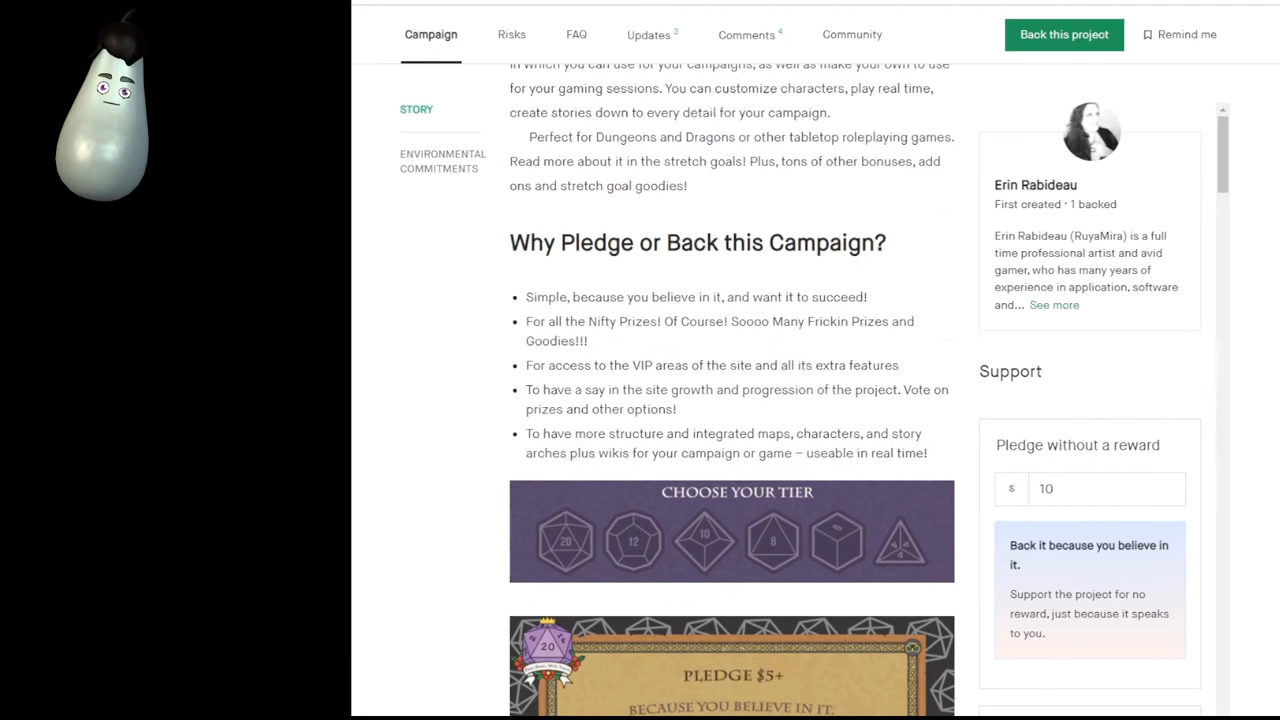 Campaign Risks FAQ Updates 3 Comments 4 Community Back this project Remind me
STORY
ENVIRONMENTAL
COMMITMENTS
in which you can use for your campaigns, as well as make your own to use
for your gaming sessions. You can customize characters, play real time,
create stories down to every detail for your campaign.
Perfect for Dungeons and Dragons or other tabletop roleplaying games.
Read more about it in the stretch goals! Plus, tons of other bonuses, add
ons and stretch goal goodies!
Why Pledge or Back this Campaign?
• Simple, because you believe in it, and want it to succeed!
• For all the Nifty Prizes! Of Course! Soooo Many Frickin Prizes and
Goodies!!!
• For access to the VIP areas of the site and all its extra features
• To have a say in the site growth and progression of the project. Vote on
prizes and other options!
• To have more structure and integrated maps, characters, and story
arches plus wikis for your campaign or game – useable in real time!
CHOOSE YOUR TIER
20 12 10 8
20
PLEDGE $5+
BECAUSE YOU BELIEVE IN IT.
Erin Rabideau
First created · 1 backed
Erin Rabideau (RuyaMira) is a full
time professional artist and avid
gamer, who has many years of
experience in application, software
and... See more
Support
Pledge without a reward
$ 10
Back it because you believe in
it.
Support the project for no
reward, just because it speaks
to you.